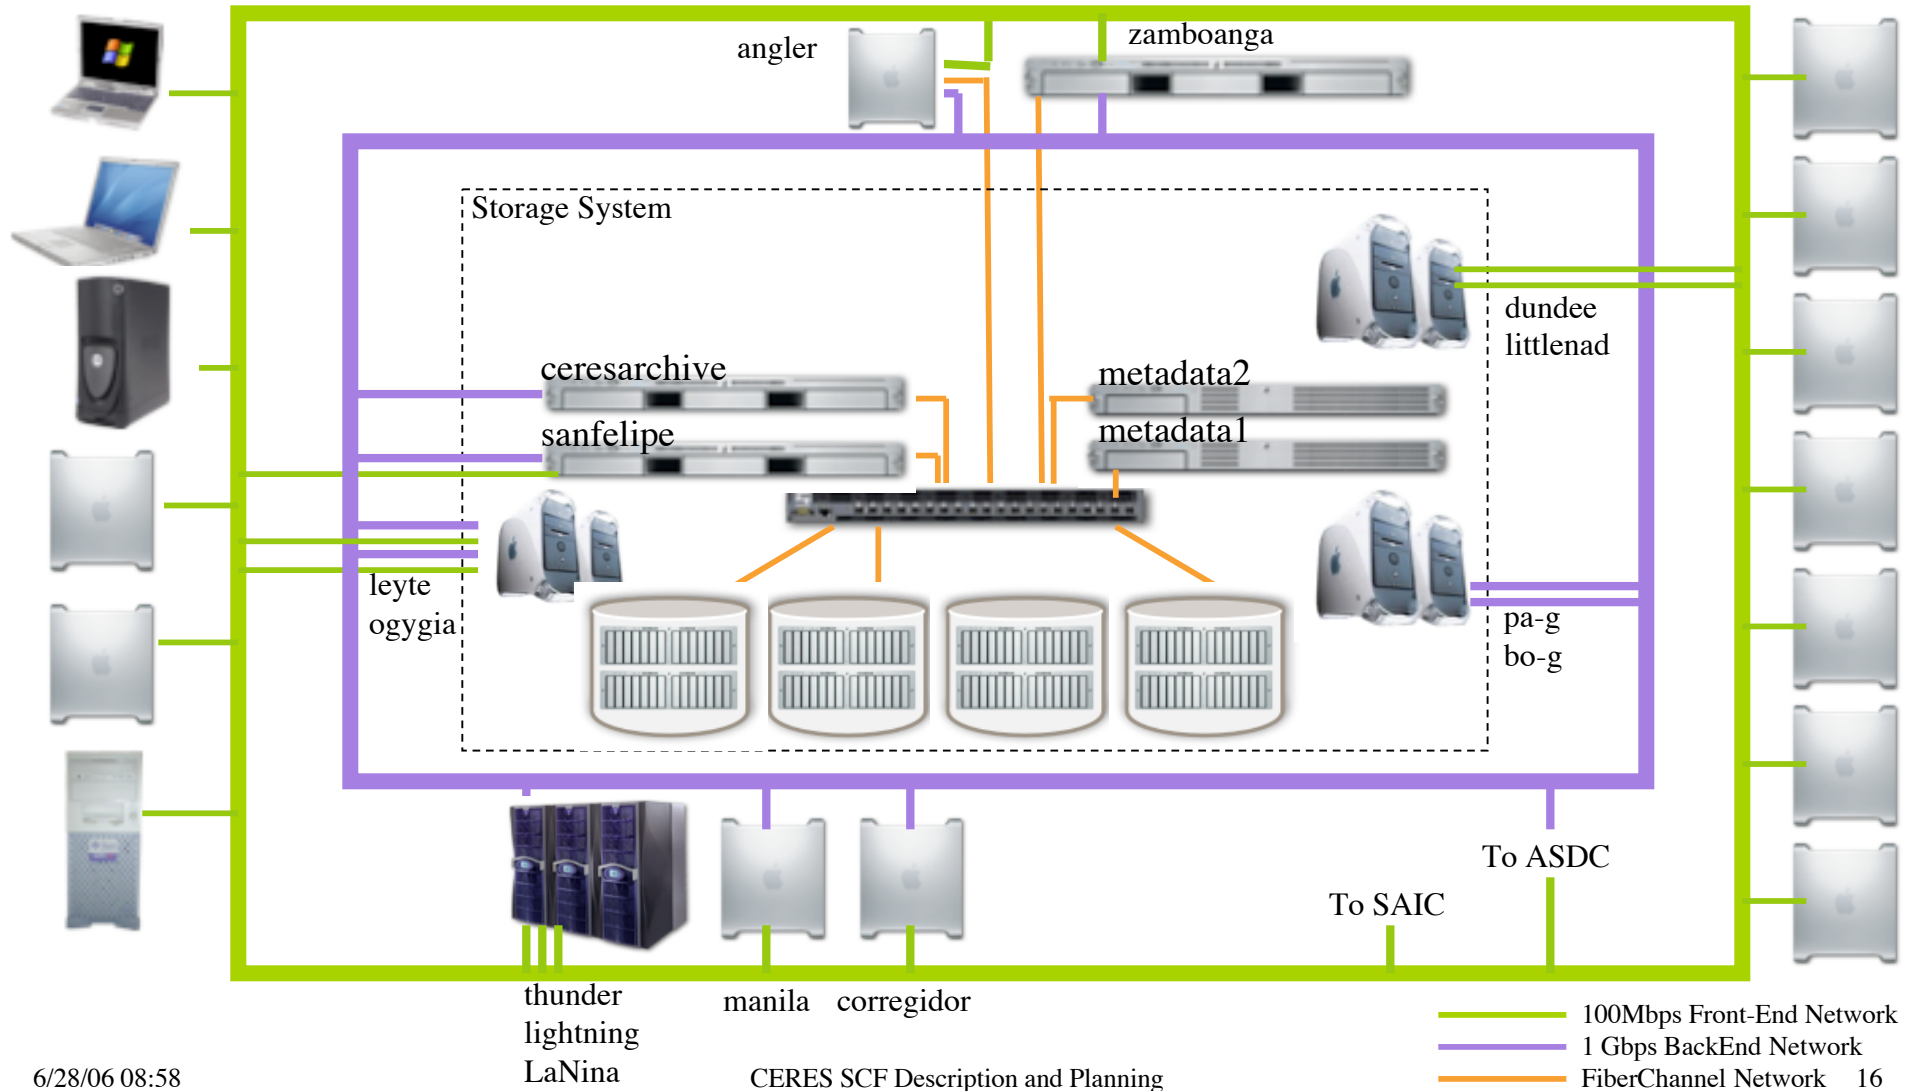 angler
zamboanga
Storage System
dundee
littlenad
ceresarchive
metadata2
sanfelipe
metadata1
leyte
ogygia
pa-g
bo-g
To ASDC
To SAIC
thunder
lightning
LaNina
manila
corregidor
100Mbps Front-End Network
1 Gbps BackEnd Network
FiberChannel Network
6/28/06 08:58
CERES SCF Description and Planning
16